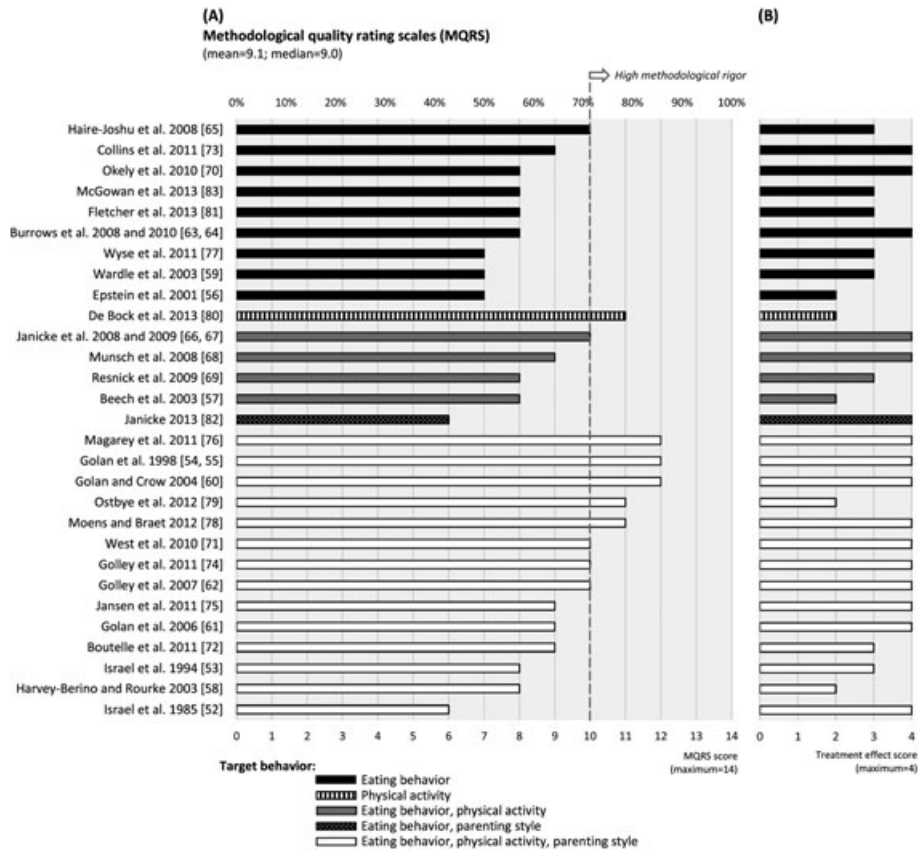 (A)
(B)
Methodological quality rating scales (MQRS)
(mean=9.1; median=9.0)
High methodological rigor
0% 10% 20% 30% 40% 50% 60% 70% 80% 90% 100%
Haire-Joshu et al. 2008 [65]
Collins et al. 2011 [73]
Okely et al. 2010 [70]
McGowan et al. 2013 [83]
Fletcher et al. 2013 [81]
Burrows et al. 2008 and 2010 [63, 64]
Wyse et al. 2011 [77]
Wardle et al. 2003 [59]
Epstein et al. 2001 [56]
De Bock et al. 2013 [80]
Janicke et al. 2008 and 2009 [66, 67]
Munsch et al. 2008 [68]
Resnick et al. 2009 [69]
Beech et al. 2003 [57]
Janicke 2013 [82]
Magarey et al. 2011 [76]
Golan et al. 1998 [54, 55]
Golan and Crow 2004 [60]
Ostbye et al. 2012 [79]
Moens and Braet 2012 [78]
West et al. 2010 [71]
Golley et al. 2011 [74]
Golley et al. 2007 [62]
Jansen et al. 2011 [75]
Golan et al. 2006 [61]
Boutelle et al. 2011 [72]
Israel et al. 1994 [53]
Harvey-Berino and Rourke 2003 [58]
Israel et al. 1985 [52]
0 1 2 3 4 5 6 7 8 9 10 11 12 13 14
0 1 2 3 4
MQRS score
(maximum=14)
Treatment effect score
(maximum=4)
Target behavior:
Eating behavior
Physical activity
Eating behavior, physical activity
Eating behavior, parenting style
Eating behavior, physical activity, parenting style